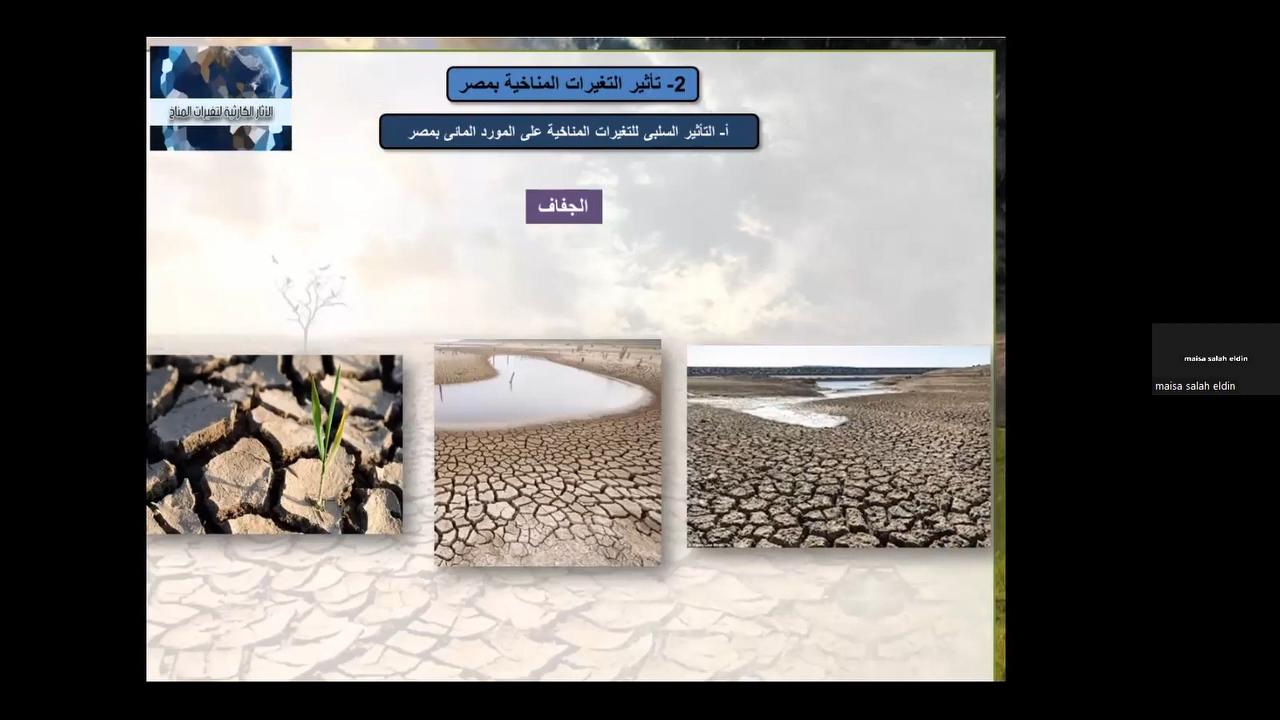 2- تأثير التغيرات المناخية بمصر
أ- التأثير السلبى للتغيرات المناخية على المورد المائى بمصر
الآثار الكارثية لتغيرات المناخ
الجفاف
maisa salah eldin
maisa salah eldin